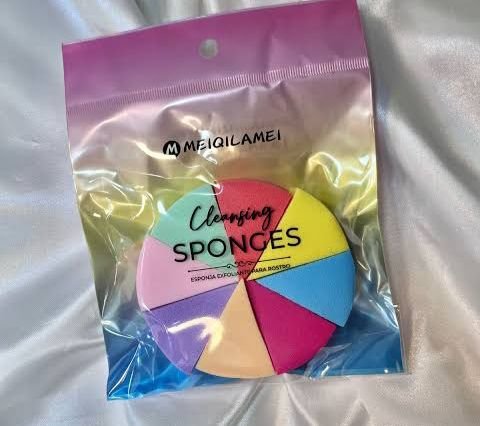 M MEIQILAMEI
Cleansing
SPONGES
ESPONJA EXFOLIANTE PARA ROSTRO